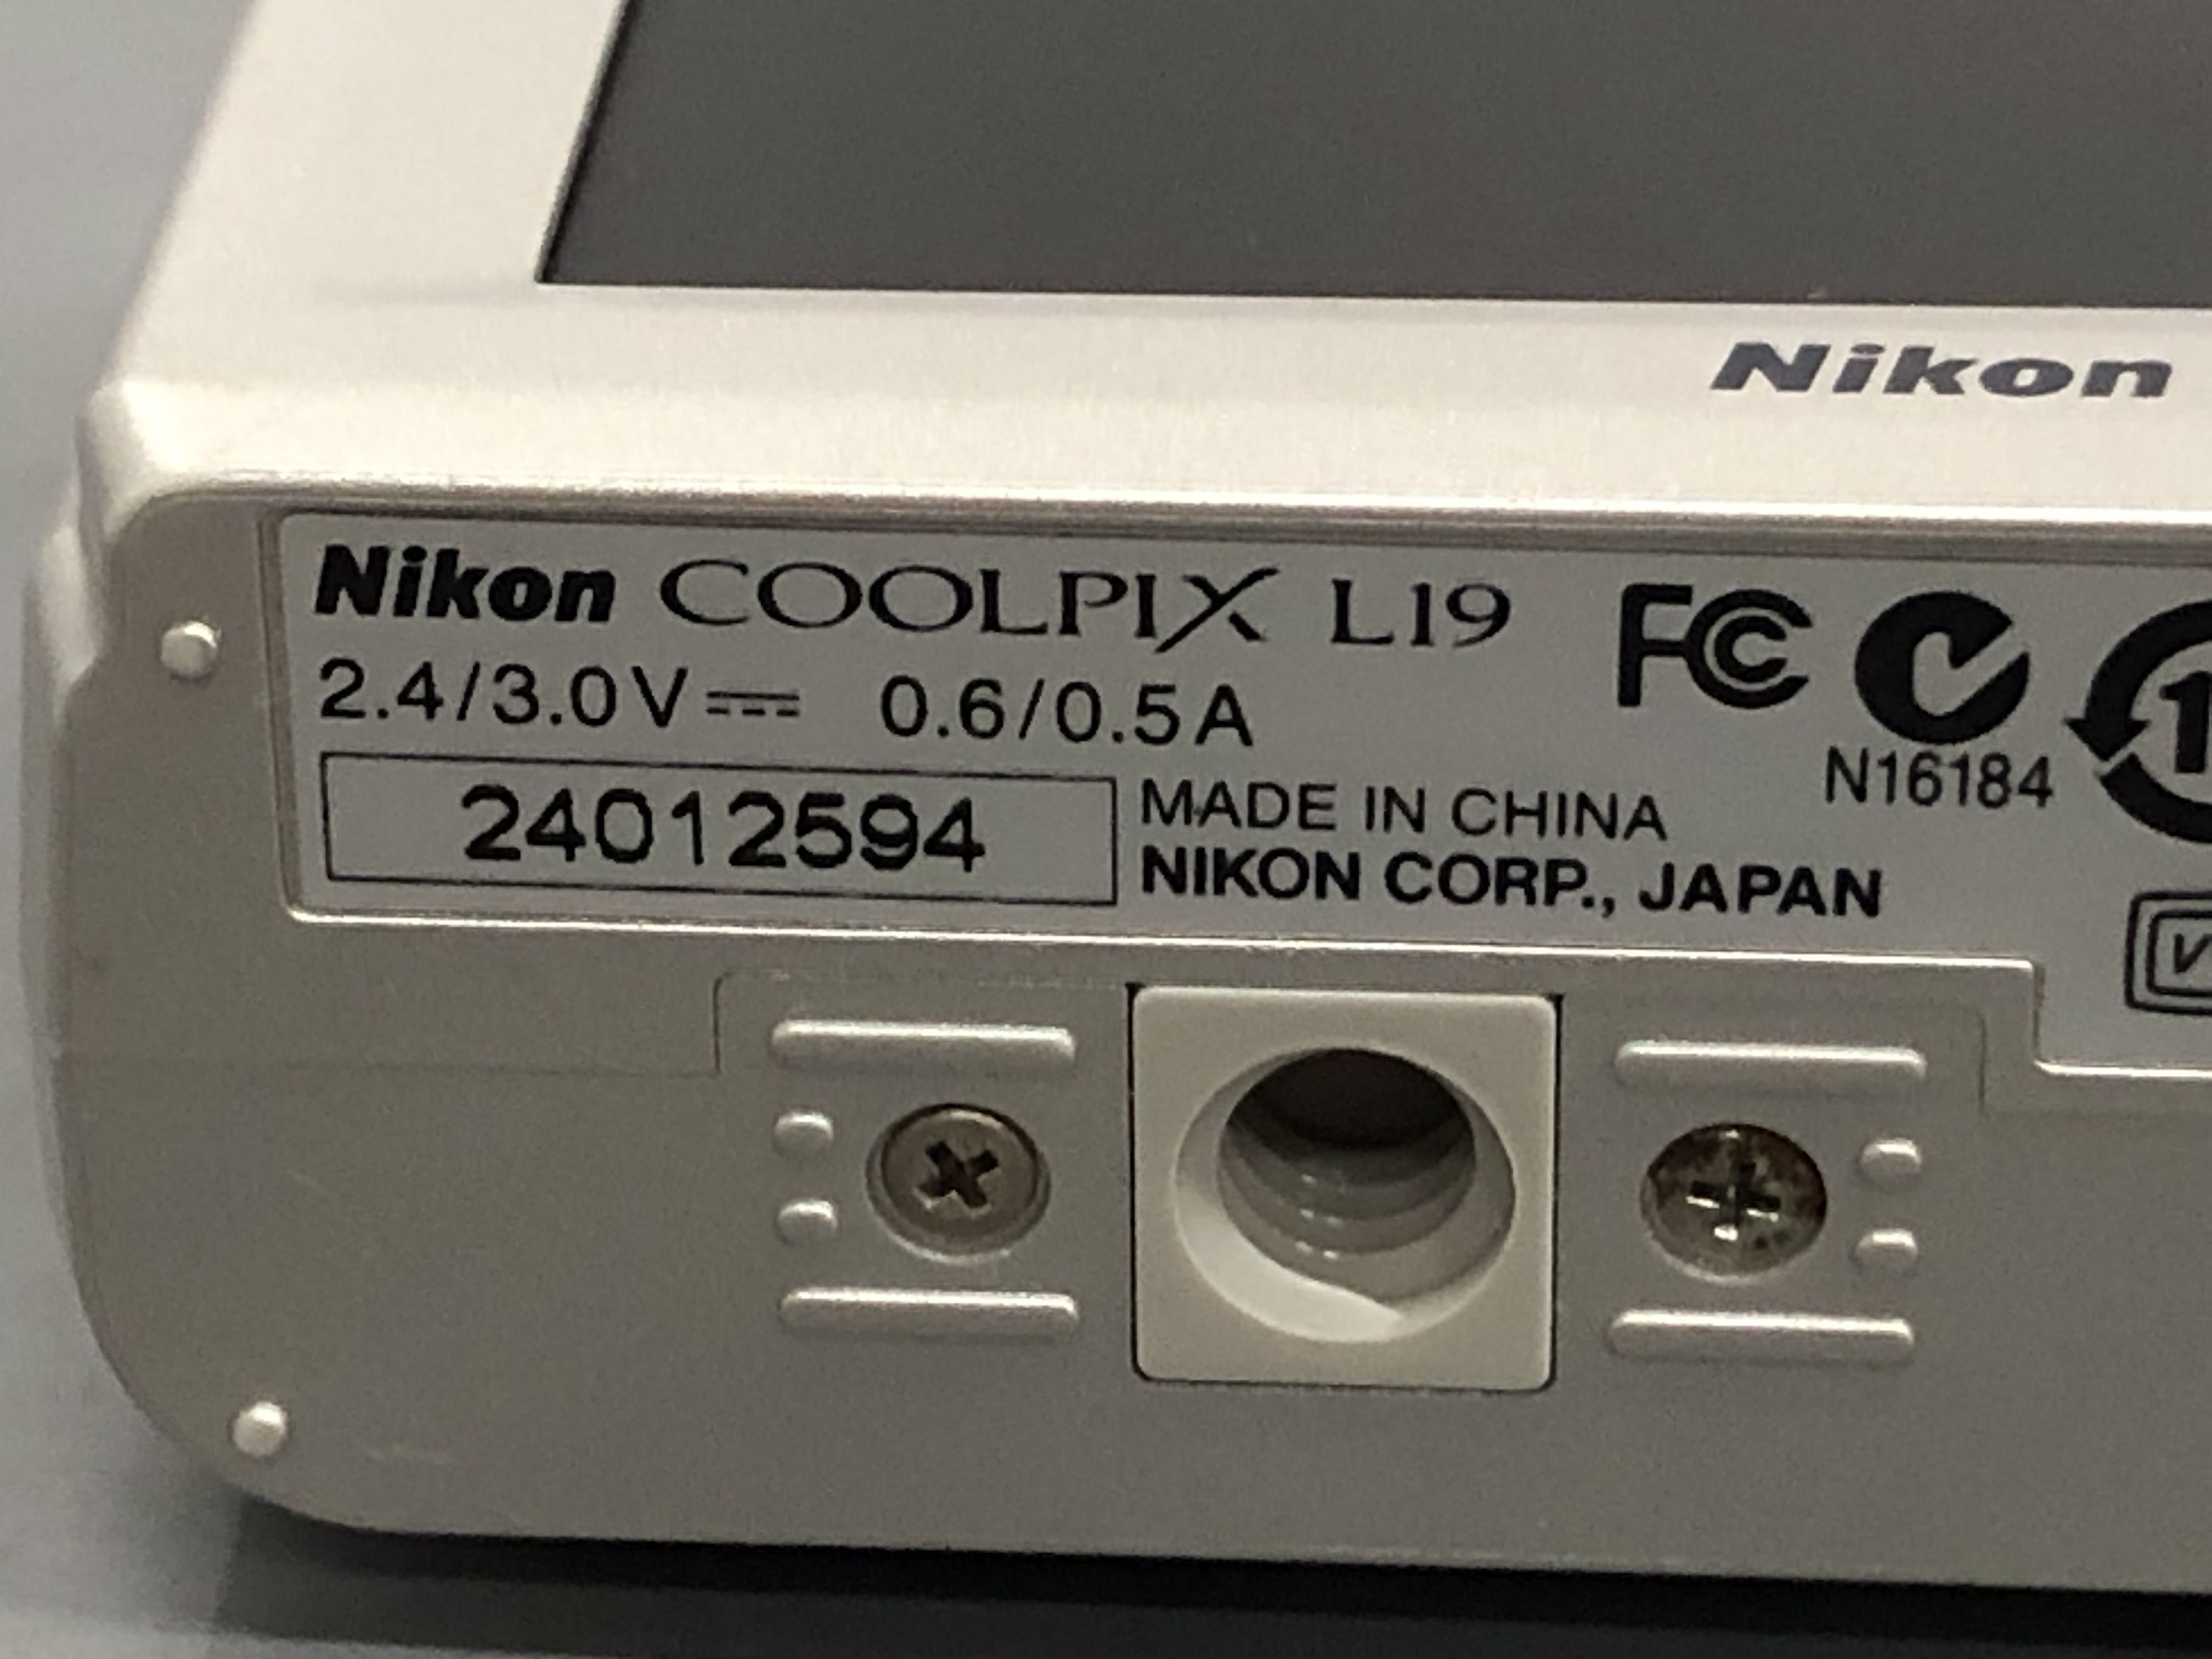 Nikon
Nikon COOLPIX L19
2.4/3.0V⎓ 0.6/0.5A
FC
N16184
24012594
MADE IN CHINA
NIKON CORP., JAPAN